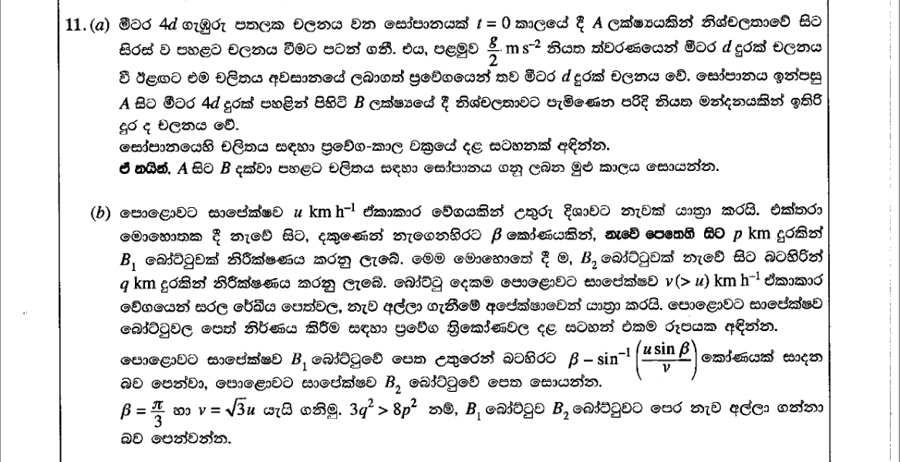 11. (a) මීටර 4d ගැඹුරු පතලක චලනය වන සෝපානයක් t = 0 කාලයේ දී A ලක්ෂ්‍යයකින් නිශ්චලතාවේ සිට
සිරස් ව පහළට චලනය වීමට පටන් ගනී. එය, පළමුව g/2 m s⁻² නියත ත්වරණයෙන් මීටර d දුරක් චලනය
වී ඊළඟට එම චලිතය අවසානයේ ලබාගත් ප්‍රවේගයෙන් තව මීටර d දුරක් චලනය වේ. සෝපානය ඉන්පසු
A සිට මීටර 4d දුරක් පහළින් පිහිටි B ලක්ෂ්‍යයේ දී නිශ්චලතාවට පැමිණෙන පරිදි නියත මන්දනයකින් ඉතිරි
දුර ද චලනය වේ.
සෝපානයෙහි චලිතය සඳහා ප්‍රවේග-කාල වක්‍රයේ දළ සටහනක් අඳින්න.
ඒ නයින්, A සිට B දක්වා පහළට චලිතය සඳහා සෝපානය ගනු ලබන මුළු කාලය සොයන්න.
(b) පොළොවට සාපේක්ෂව u km h⁻¹ ඒකාකාර වේගයකින් උතුරු දිශාවට නැවක් යාත්‍රා කරයි. එක්තරා
මොහොතක දී නැවේ සිට, දකුණෙන් නැගෙනහිරට β කෝණයකින්, නැවේ පෙතෙහි සිට p km දුරකින්
B₁ බෝට්ටුවක් නිරීක්ෂණය කරනු ලැබේ. මෙම මොහොතේ දී ම, B₂ බෝට්ටුවක් නැවේ සිට බටහිරින්
q km දුරකින් නිරීක්ෂණය කරනු ලැබේ. බෝට්ටු දෙකම පොළොවට සාපේක්ෂව v(> u) km h⁻¹ ඒකාකාර
වේගයෙන් සරල රේඛීය පෙත්වල, නැව අල්ලා ගැනීමේ අපේක්ෂාවෙන් යාත්‍රා කරයි. පොළොවට සාපේක්ෂව
බෝට්ටුවල පෙත් නිර්ණය කිරීම සඳහා ප්‍රවේග ත්‍රිකෝණවල දළ සටහන් එකම රූපයක අඳින්න.
පොළොවට සාපේක්ෂව B₁ බෝට්ටුවේ පෙත උතුරෙන් බටහිරට β − sin⁻¹ (u sin β / v) කෝණයක් සාදන
බව පෙන්වා, පොළොවට සාපේක්ෂව B₂ බෝට්ටුවේ පෙත සොයන්න.
β = π/3 හා v = √3u යැයි ගනිමු. 3q² > 8p² නම්, B₁ බෝට්ටුව B₂ බෝට්ටුවට පෙර නැව අල්ලා ගන්නා
බව පෙන්වන්න.